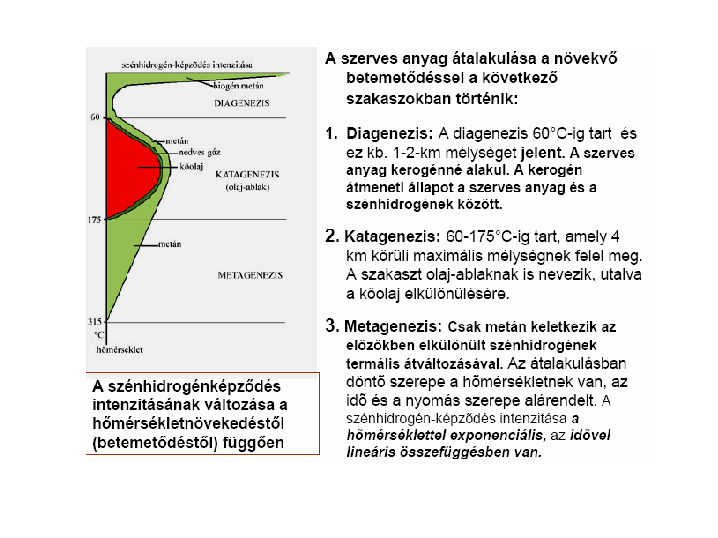 szénhidrogén-képződés intenzitása
biogén metán
DIAGENEZIS
60
metán
nedves gáz
kőolaj
KATAGENEZIS
(olaj-ablak)
175
metán
METAGENEZIS
315
°C
hőmérséklet
A szénhidrogénképződés
intenzitásának változása a
hőmérsékletnövekedéstől
(betemetődéstől) függően
A szerves anyag átalakulása a növekvő
betemetődéssel a következő
szakaszokban történik:
1. Diagenezis: A diagenezis 60°C-ig tart és
ez kb. 1-2-km mélységet jelent. A szerves
anyag kerogénné alakul. A kerogén
átmeneti állapot a szerves anyag és a
szénhidrogének között.
2. Katagenezis: 60-175°C-ig tart, amely 4
km körüli maximális mélységnek felel meg.
A szakaszt olaj-ablaknak is nevezik, utalva
a kőolaj elkülönülésére.
3. Metagenezis: Csak metán keletkezik az
előzőkben elkülönült szénhidrogének
termális átváltozásával. Az átalakulásban
döntő szerepe a hőmérsékletnek van, az
idő és a nyomás szerepe alárendelt. A
szénhidrogén-képződés intenzitása a
hőmérséklettel exponenciális, az idővel
lineáris összefüggésben van.